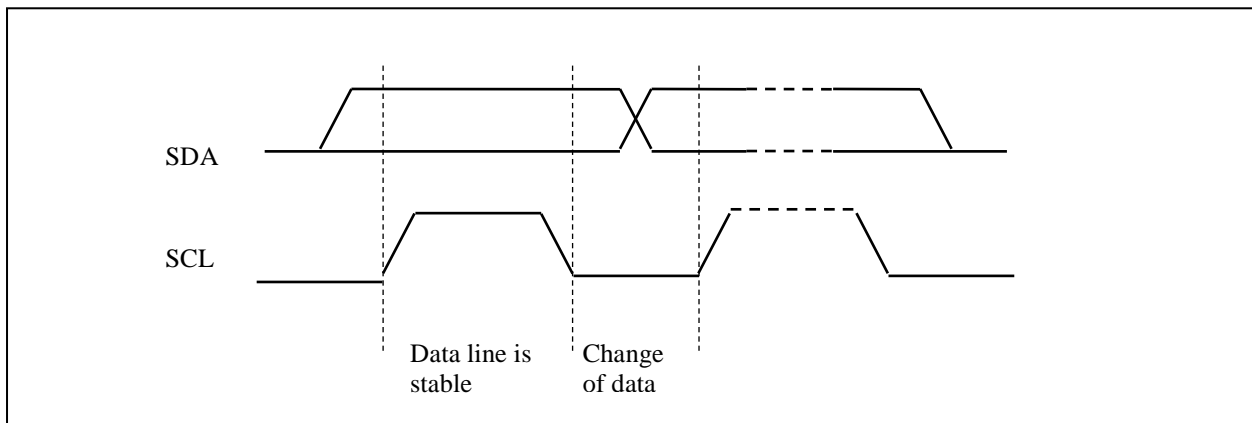 SDA
SCL
Data line is
stable
Change
of data